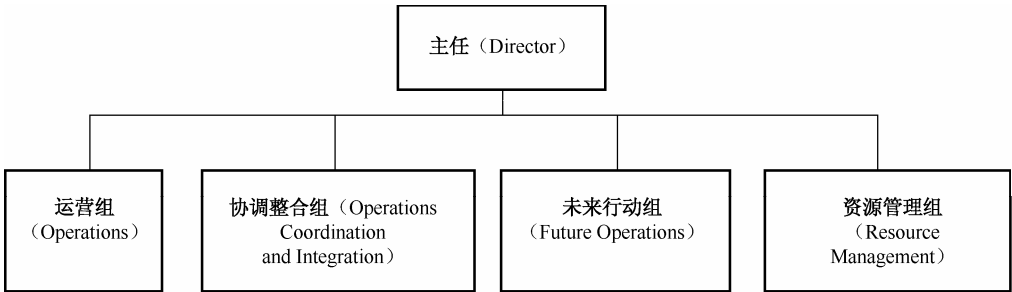 主任（Director）
运营组
（Operations）
协调整合组（Operations
Coordination
and Integration）
未来行动组
（Future Operations）
资源管理组
（Resource
Management）